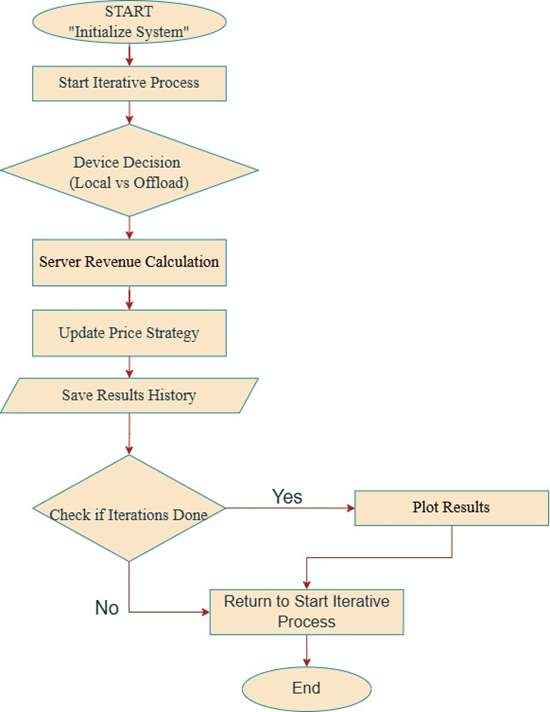 START
"Initialize System"
Start Iterative Process
Device Decision
(Local vs Offload)
Server Revenue Calculation
Update Price Strategy
Save Results History
Check if Iterations Done
Yes
Plot Results
No
Return to Start Iterative
Process
End